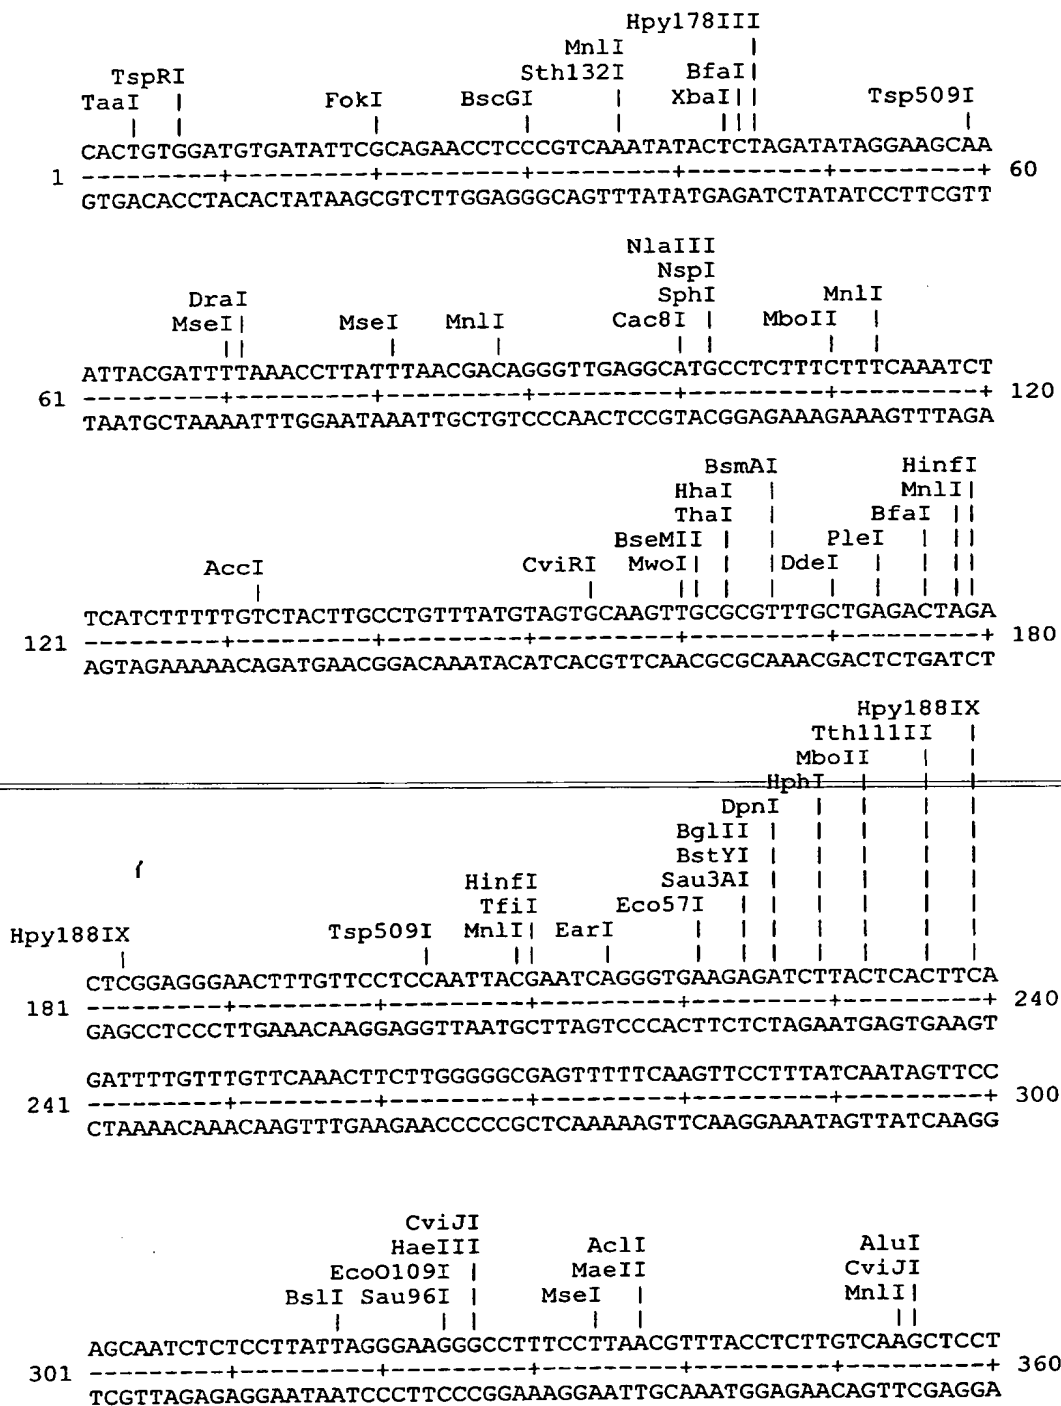 Hpy178III
MnlI |
TspRI Sth132I BfaI|
TaaI | FokI BscGI | XbaI|| Tsp509I
| | | | | ||| |
CACTGTGGATGTGATATTCGCAGAACCTCCCGTCAAATATACTCTAGATATAGGAAGCAA
1 ---------+---------+---------+---------+---------+---------+ 60
GTGACACCTACACTATAAGCGTCTTGGAGGGCAGTTTATATGAGATCTATATCCTTCGTT
NlaIII
NspI
DraI SphI MnlI
MseI| MseI MnlI Cac8I | MboII |
|| | | | | | |
ATTACGATTTTAAACCTTATTTAACGACAGGGTTGAGGCATGCCTCTTTCTTTCAAATCT
61 ---------+---------+---------+---------+---------+---------+ 120
TAATGCTAAAATTTGGAATAAATTGCTGTCCCAACTCCGTACGGAGAAAGAAAGTTTAGA
BsmAI HinfI
HhaI | MnlI|
ThaI | BfaI ||
BseMII | | PleI | ||
AccI CviRI MwoI| | |DdeI | | ||
| | || | | | | | ||
TCATCTTTTTGTCTACTTGCCTGTTTATGTAGTGCAAGTTGCGCGTTTGCTGAGACTAGA
121 ---------+---------+---------+---------+---------+---------+ 180
AGTAGAAAAACAGATGAACGGACAAATACATCACGTTCAACGCGCAAACGACTCTGATCT
Hpy188IX
Tth111II |
MboII | |
HphI | | |
DpnI | | | |
BglII | | | | |
BstYI | | | | |
HinfI Sau3AI | | | | |
TfiI Eco57I | | | | | |
Hpy188IX Tsp509I MnlI| EarI | | | | | | |
| | || | | | | | | | |
CTCGGAGGGAACTTTGTTCCTCCAATTACGAATCAGGGTGAAGAGATCTTACTCACTTCA
181 ---------+---------+---------+---------+---------+---------+ 240
GAGCCTCCCTTGAAACAAGGAGGTTAATGCTTAGTCCCACTTCTCTAGAATGAGTGAAGT
GATTTTGTTTGTTCAAACTTCTTGGGGGCGAGTTTTTCAAGTTCCTTTATCAATAGTTCC
241 ---------+---------+---------+---------+---------+---------+ 300
CTAAAACAAACAAGTTTGAAGAACCCCCGCTCAAAAAGTTCAAGGAAATAGTTATCAAGG
CviJI
HaeIII AclI AluI
EcoO109I | MaeII CviJI
BslI Sau96I | MseI | MnlI|
| | | | | ||
AGCAATCTCTCCTTATTAGGGAAGGGCCTTTCCTTAACGTTTACCTCTTGTCAAGCTCCT
301 ---------+---------+---------+---------+---------+---------+ 360
TCGTTAGAGAGGAATAATCCCTTCCCGGAAAGGAATTGCAAATGGAGAACAGTTCGAGGA